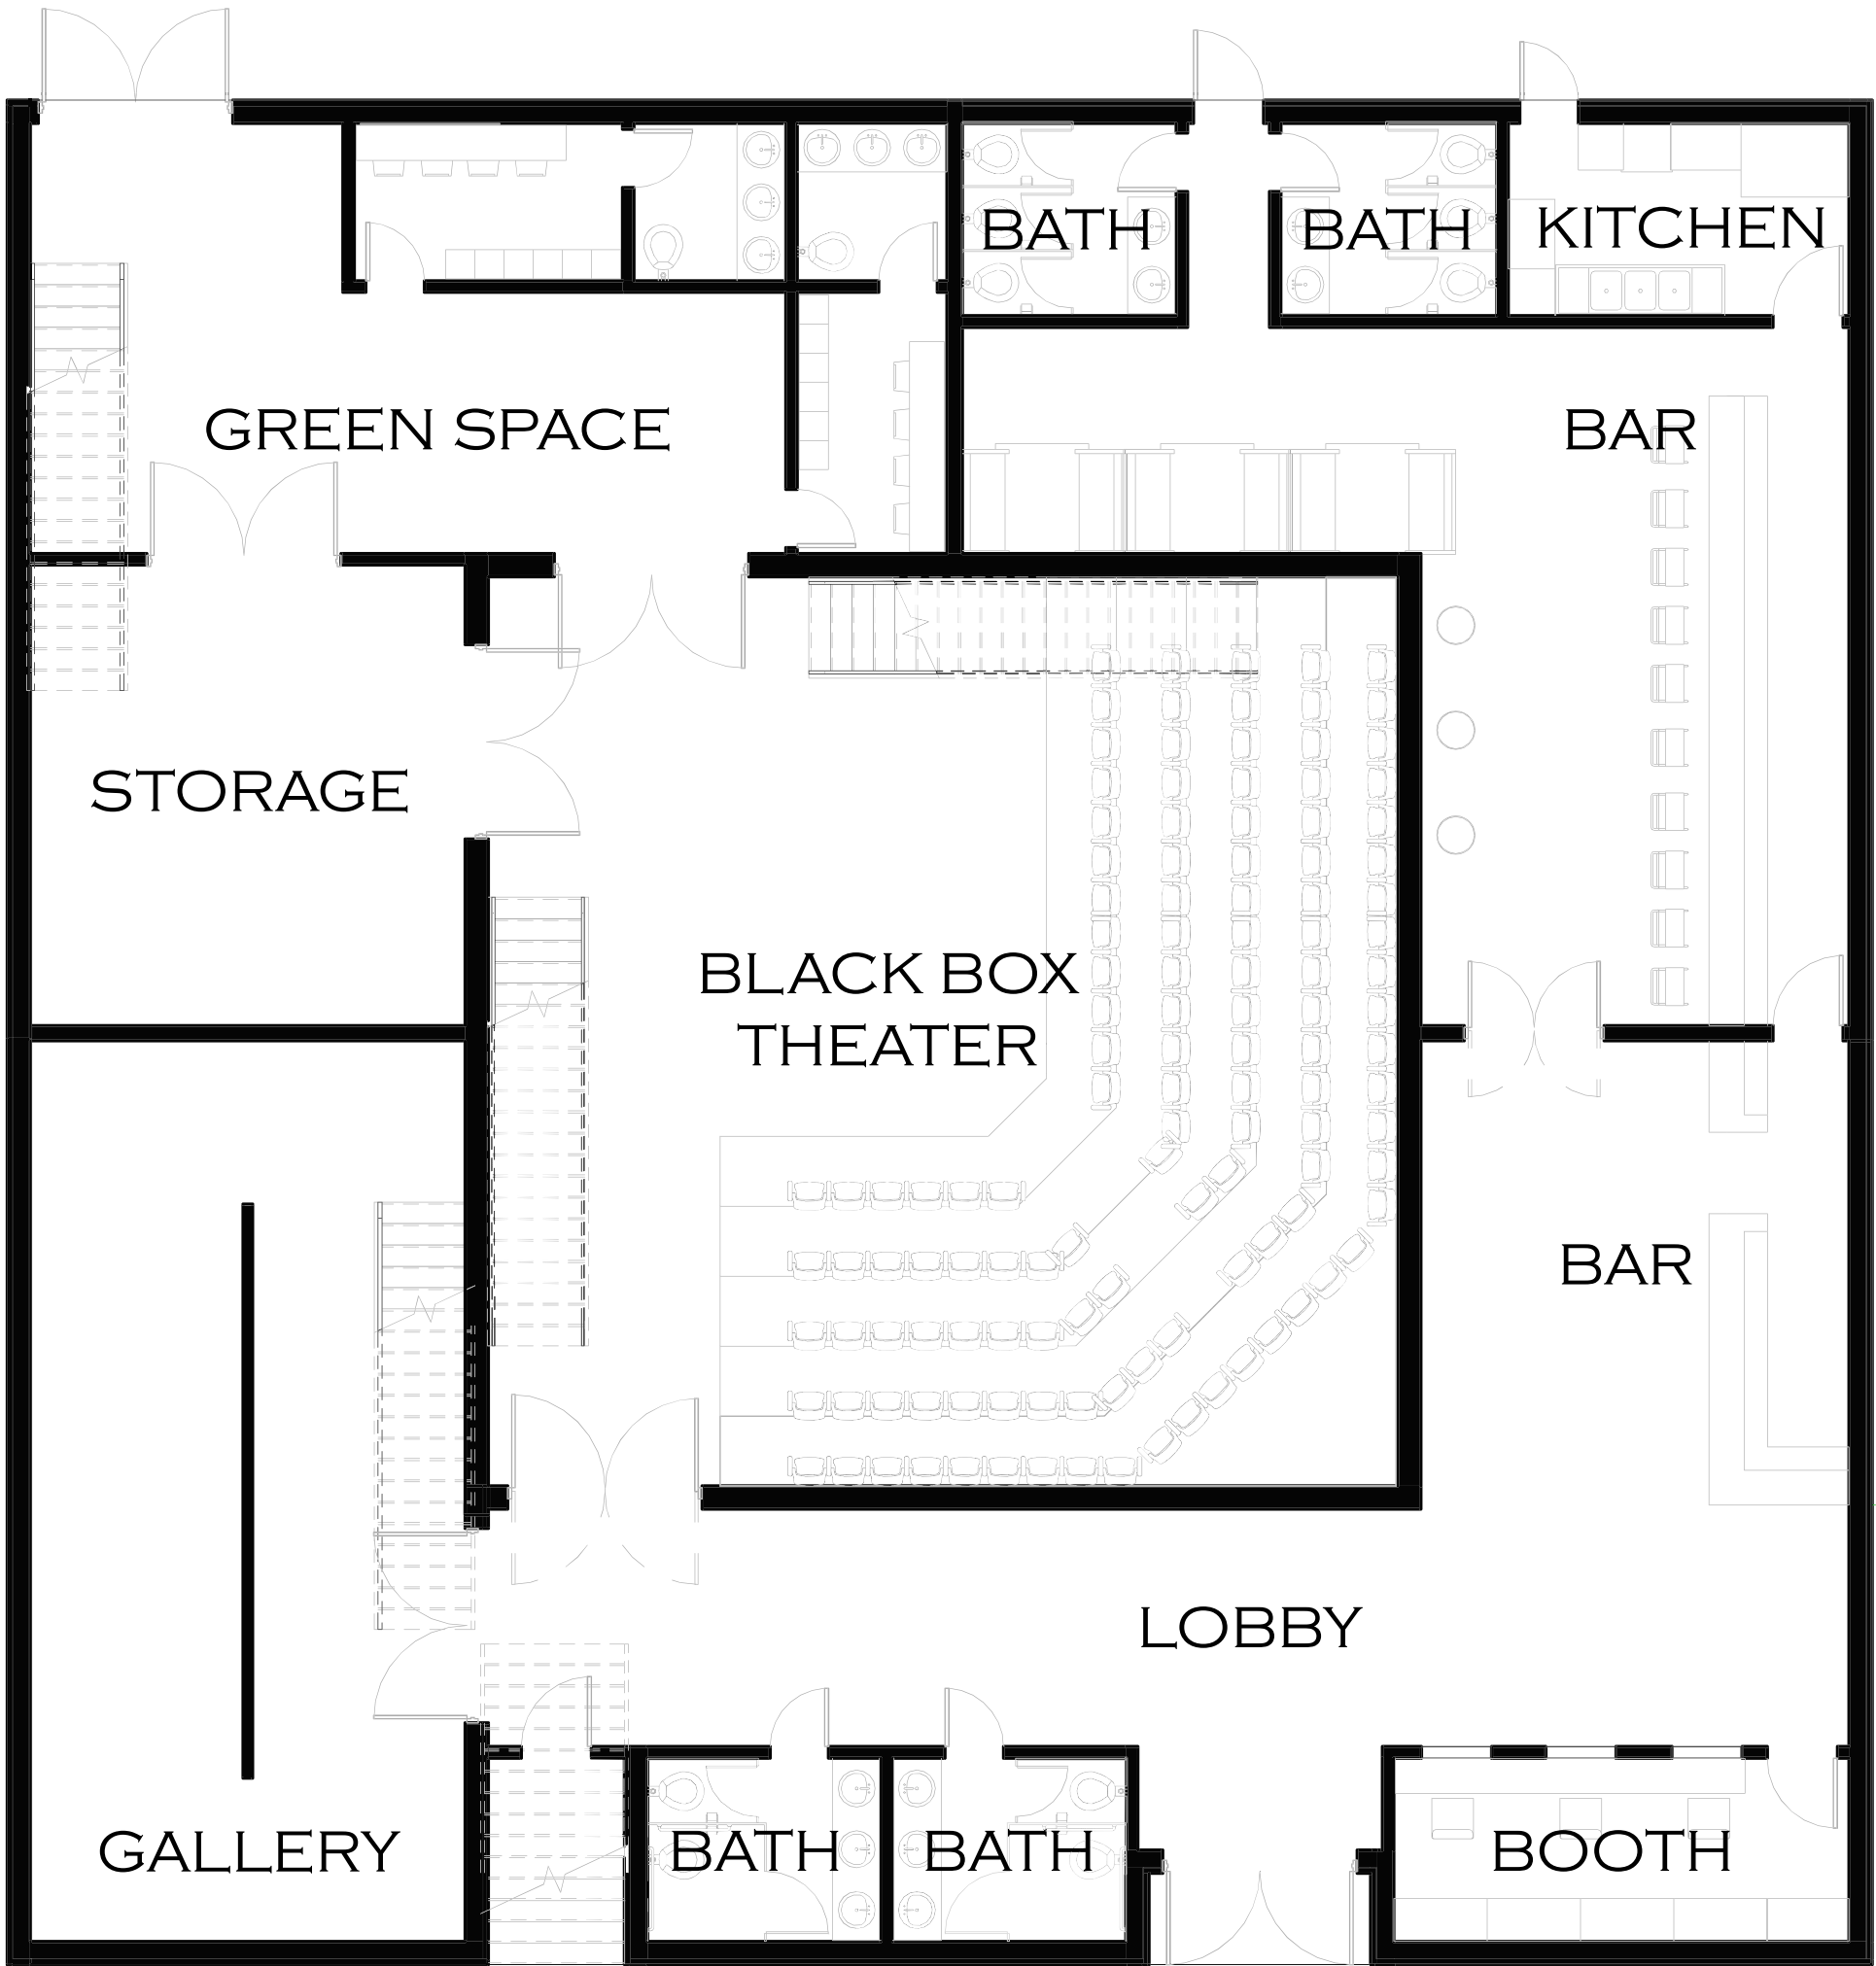 BATH
BATH
KITCHEN
GREEN SPACE
BAR
STORAGE
BLACK BOX
THEATER
BAR
LOBBY
GALLERY
BATH
BATH
BOOTH